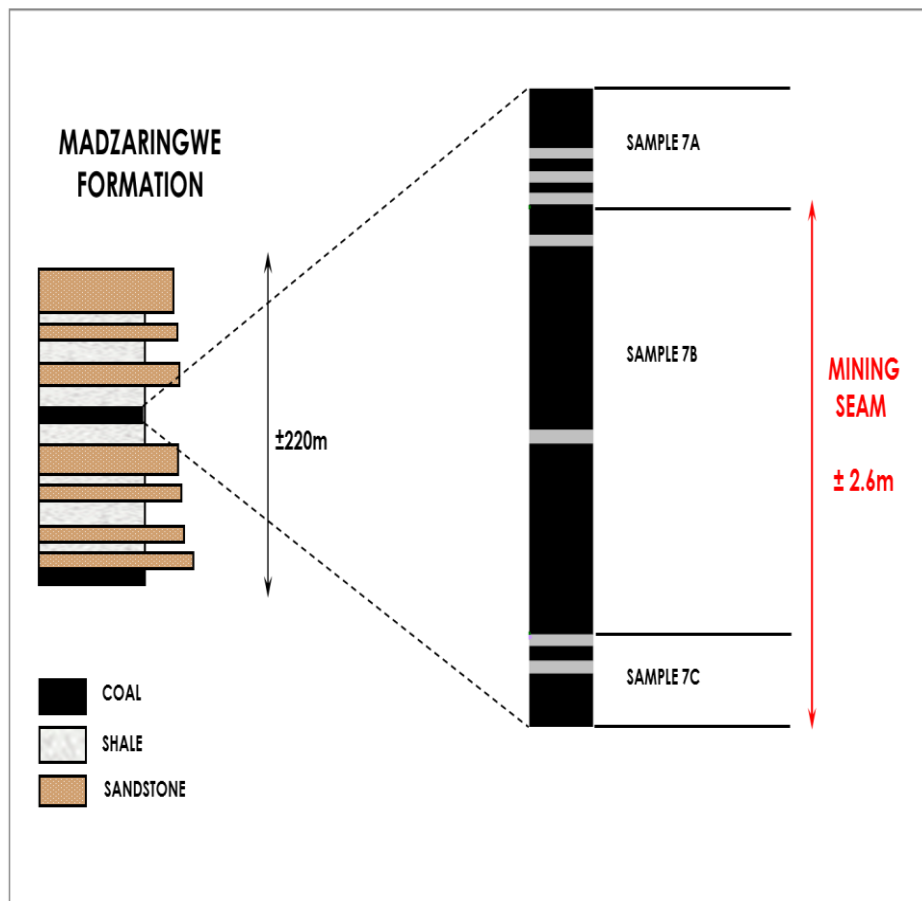 MADZARINGWE
FORMATION
±220m
COAL
SHALE
SANDSTONE
SAMPLE 7A
SAMPLE 7B
SAMPLE 7C
MINING
SEAM
± 2.6m